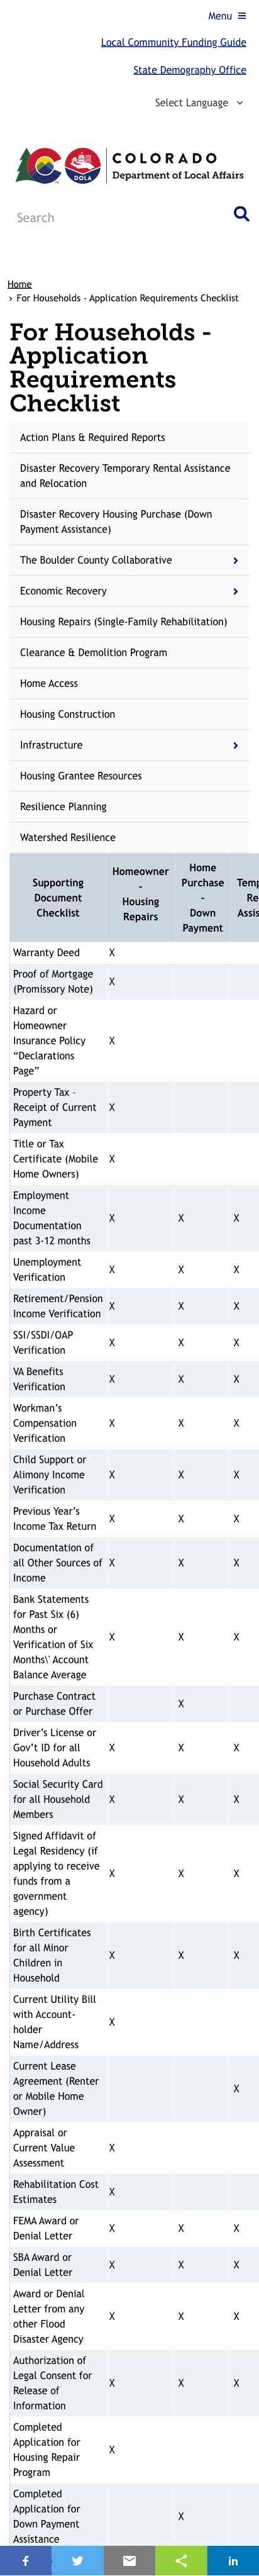 Menu
Local Community Funding Guide
State Demography Office
Select Language
COLORADO
Department of Local Affairs
DOLA
Search
Home
› For Households - Application Requirements Checklist
For Households -
Application
Requirements
Checklist
Action Plans & Required Reports
Disaster Recovery Temporary Rental Assistance
and Relocation
Disaster Recovery Housing Purchase (Down
Payment Assistance)
The Boulder County Collaborative
Economic Recovery
Housing Repairs (Single-Family Rehabilitation)
Clearance & Demolition Program
Home Access
Housing Construction
Infrastructure
Housing Grantee Resources
Resilience Planning
Watershed Resilience
Supporting
Document
Checklist
Homeowner
-
Housing
Repairs
Home
Purchase
-
Down
Payment
Temp
Re
Assis
Warranty Deed X
Proof of Mortgage
(Promissory Note) X
Hazard or
Homeowner
Insurance Policy X
“Declarations
Page”
Property Tax -
Receipt of Current X
Payment
Title or Tax
Certificate (Mobile X
Home Owners)
Employment
Income
Documentation X X X
past 3-12 months
Unemployment
Verification X X X
Retirement/Pension
Income Verification X X X
SSI/SSDI/OAP
Verification X X X
VA Benefits
Verification X X X
Workman’s
Compensation X X X
Verification
Child Support or
Alimony Income X X X
Verification
Previous Year’s
Income Tax Return X X X
Documentation of
all Other Sources of X X X
Income
Bank Statements
for Past Six (6)
Months or
Verification of Six X X X
Months\' Account
Balance Average
Purchase Contract
or Purchase Offer X
Driver’s License or
Gov’t ID for all X X X
Household Adults
Social Security Card
for all Household X X X
Members
Signed Affidavit of
Legal Residency (if
applying to receive
funds from a X X X
government
agency)
Birth Certificates
for all Minor
Children in X X X
Household
Current Utility Bill
with Account-
holder X
Name/Address
Current Lease
Agreement (Renter
or Mobile Home X
Owner)
Appraisal or
Current Value X
Assessment
Rehabilitation Cost
Estimates X
FEMA Award or
Denial Letter X X X
SBA Award or
Denial Letter X X X
Award or Denial
Letter from any
other Flood X X X
Disaster Agency
Authorization of
Legal Consent for
Release of X X X
Information
Completed
Application for
Housing Repair X
Program
Completed
Application for
Down Payment X
Assistance